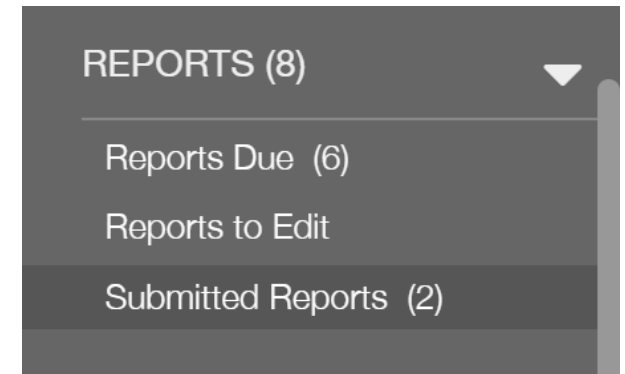 REPORTS (8)
Reports Due (6)
Reports to Edit
Submitted Reports (2)